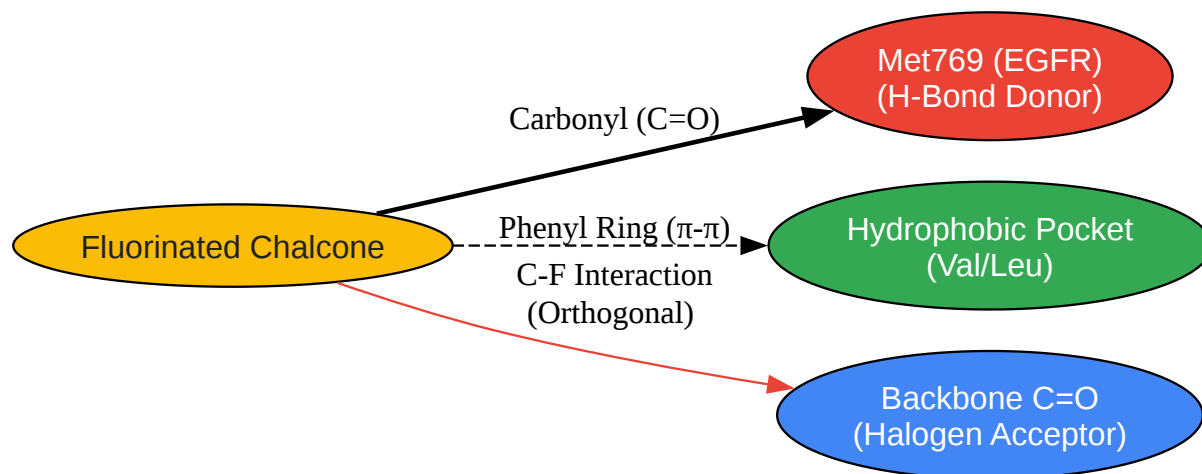 Met769 (EGFR)
(H-Bond Donor)
Carbonyl (C=O)
Fluorinated Chalcone
Phenyl Ring (π-π)
Hydrophobic Pocket
(Val/Leu)
C-F Interaction
(Orthogonal)
Backbone C=O
(Halogen Acceptor)